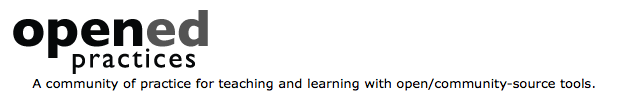 opened
practices
A community of practice for teaching and learning with open/community-source tools.